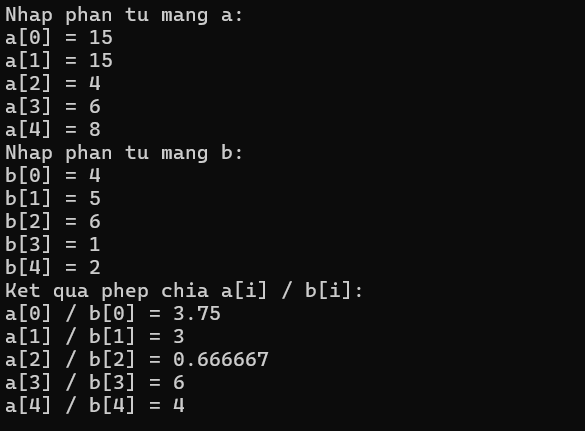 Nhap phan tu mang a:
a[0] = 15
a[1] = 15
a[2] = 4
a[3] = 6
a[4] = 8
Nhap phan tu mang b:
b[0] = 4
b[1] = 5
b[2] = 6
b[3] = 1
b[4] = 2
Ket qua phep chia a[i] / b[i]:
a[0] / b[0] = 3.75
a[1] / b[1] = 3
a[2] / b[2] = 0.666667
a[3] / b[3] = 6
a[4] / b[4] = 4